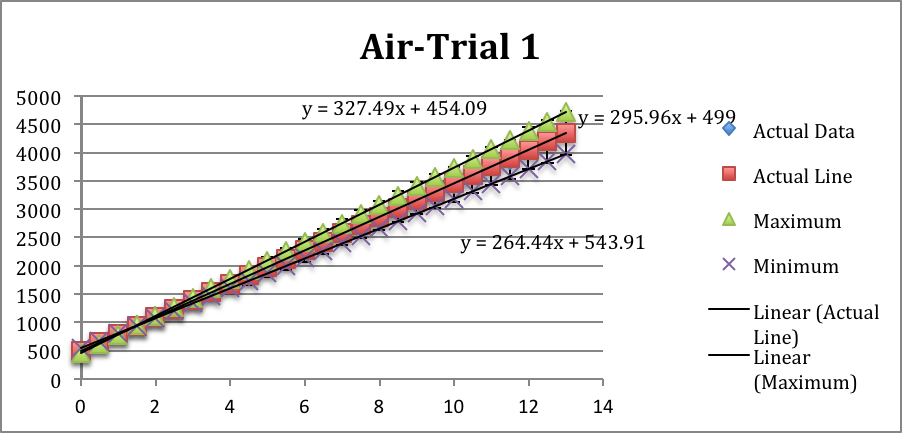 Air-Trial 1
5000
4500
4000
3500
3000
2500
2000
1500
1000
500
0
0 2 4 6 8 10 12 14
y = 327.49x + 454.09
y = 295.96x + 499
y = 264.44x + 543.91
Actual Data
Actual Line
Maximum
Minimum
Linear (Actual
Line)
Linear
(Maximum)